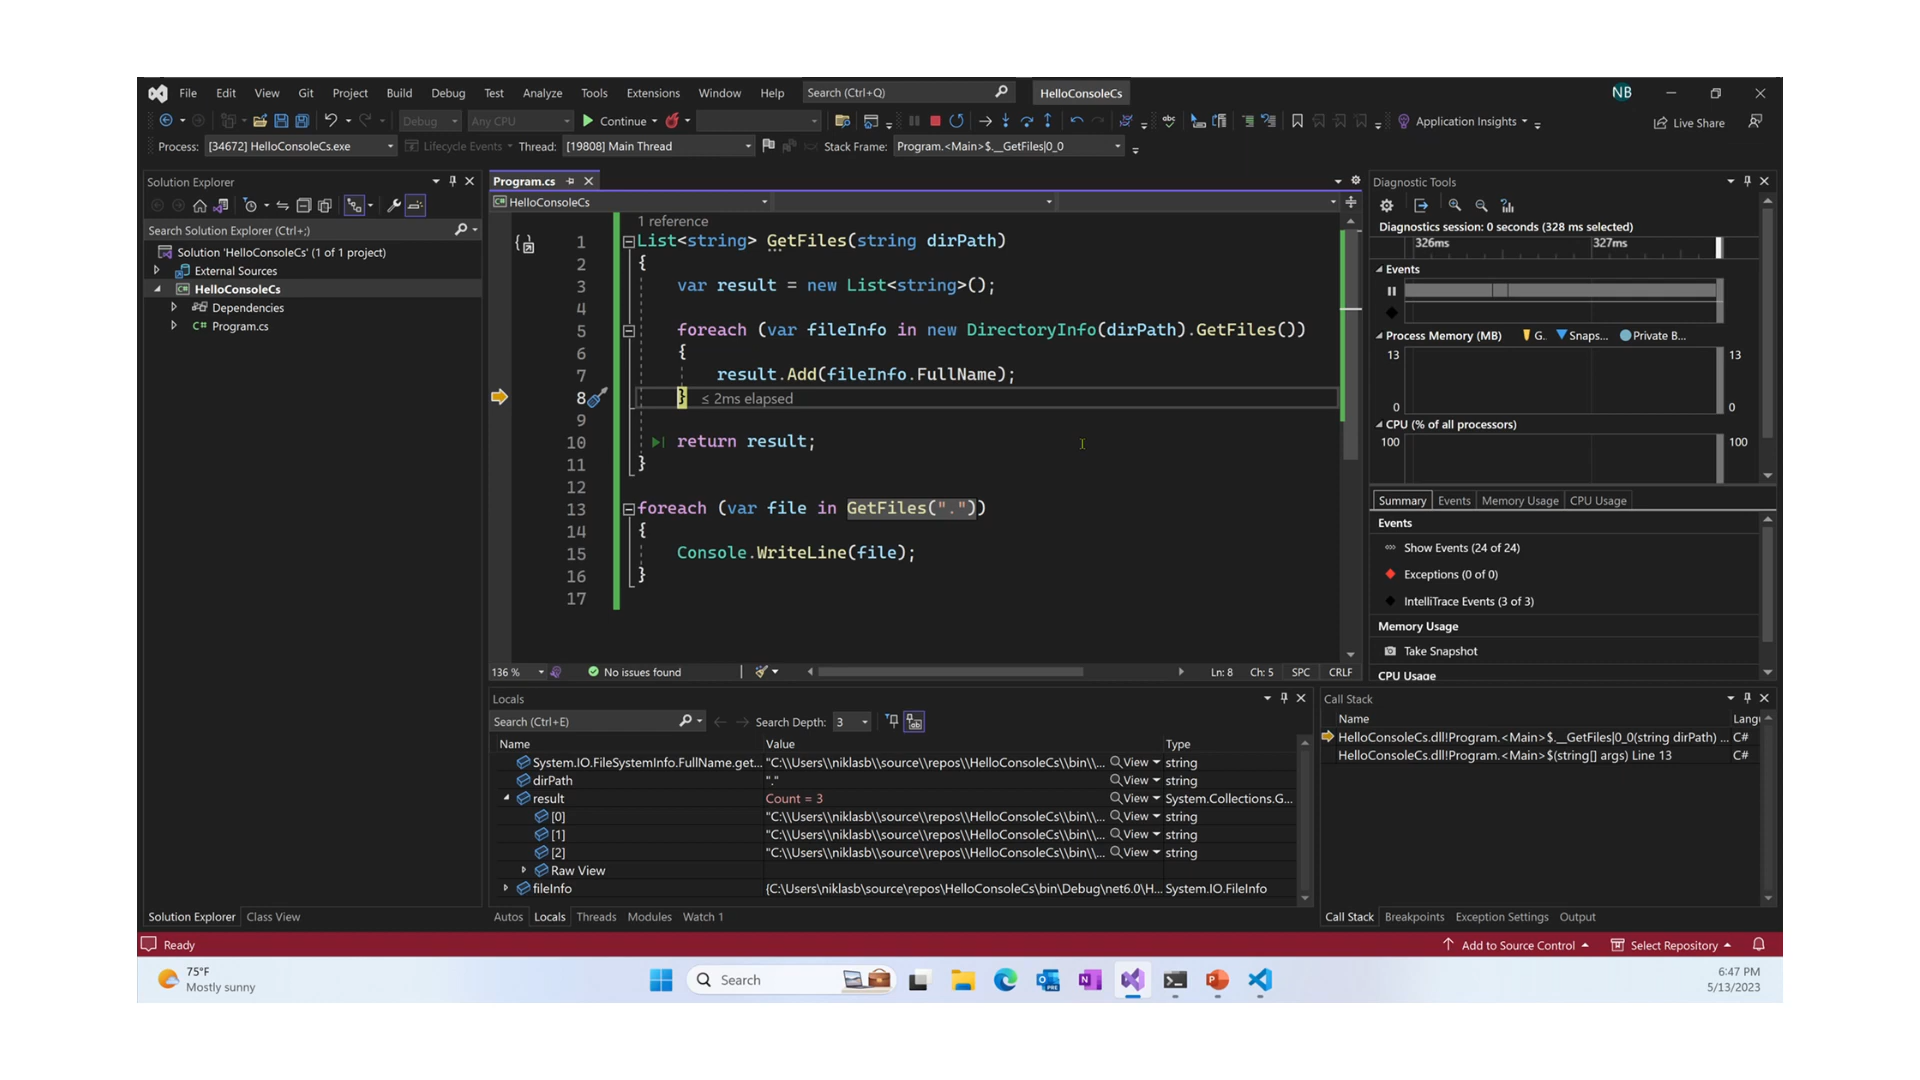 File Edit View Git Project Build Debug Test Analyze Tools Extensions Window Help Search (Ctrl+Q) HelloConsoleCs NB
Debug Any CPU Continue Application Insights Live Share
Process: [34672] HelloConsoleCs.exe Lifecycle Events Thread: [19808] Main Thread Stack Frame: Program.<Main>$.__GetFiles|0_0
Solution Explorer
Search Solution Explorer (Ctrl+;)
Solution 'HelloConsoleCs' (1 of 1 project)
External Sources
HelloConsoleCs
Dependencies
C# Program.cs
Solution Explorer Class View
Program.cs
HelloConsoleCs
1 reference
1 List<string> GetFiles(string dirPath)
2 {
3 var result = new List<string>();
4
5 foreach (var fileInfo in new DirectoryInfo(dirPath).GetFiles())
6 {
7 result.Add(fileInfo.FullName);
8 } ≤ 2ms elapsed
9
10 return result;
11 }
12
13 foreach (var file in GetFiles("."))
14 {
15 Console.WriteLine(file);
16 }
17
136 % No issues found Ln: 8 Ch: 5 SPC CRLF
Diagnostic Tools
Diagnostics session: 0 seconds (328 ms selected)
326ms 327ms
Events
Process Memory (MB) G.. Snaps... Private B...
13 13
0 0
CPU (% of all processors)
100 100
Summary Events Memory Usage CPU Usage
Events
Show Events (24 of 24)
Exceptions (0 of 0)
IntelliTrace Events (3 of 3)
Memory Usage
Take Snapshot
CPU Usage
Locals
Search (Ctrl+E) Search Depth: 3
Name Value Type
System.IO.FileSystemInfo.FullName.get... "C:\\Users\\niklasb\\source\\repos\\HelloConsoleCs\\bin\\... View string
dirPath "." View string
result Count = 3 View System.Collections.G...
[0] "C:\\Users\\niklasb\\source\\repos\\HelloConsoleCs\\bin\\... View string
[1] "C:\\Users\\niklasb\\source\\repos\\HelloConsoleCs\\bin\\... View string
[2] "C:\\Users\\niklasb\\source\\repos\\HelloConsoleCs\\bin\\... View string
Raw View
fileInfo {C:\Users\niklasb\source\repos\HelloConsoleCs\bin\Debug\net6.0\H... System.IO.FileInfo
Autos Locals Threads Modules Watch 1
Call Stack
Name Langu
HelloConsoleCs.dll!Program.<Main>$.__GetFiles|0_0(string dirPath) ... C#
HelloConsoleCs.dll!Program.<Main>$(string[] args) Line 13 C#
Call Stack Breakpoints Exception Settings Output
Ready Add to Source Control Select Repository
75°F
Mostly sunny
Search
6:47 PM
5/13/2023